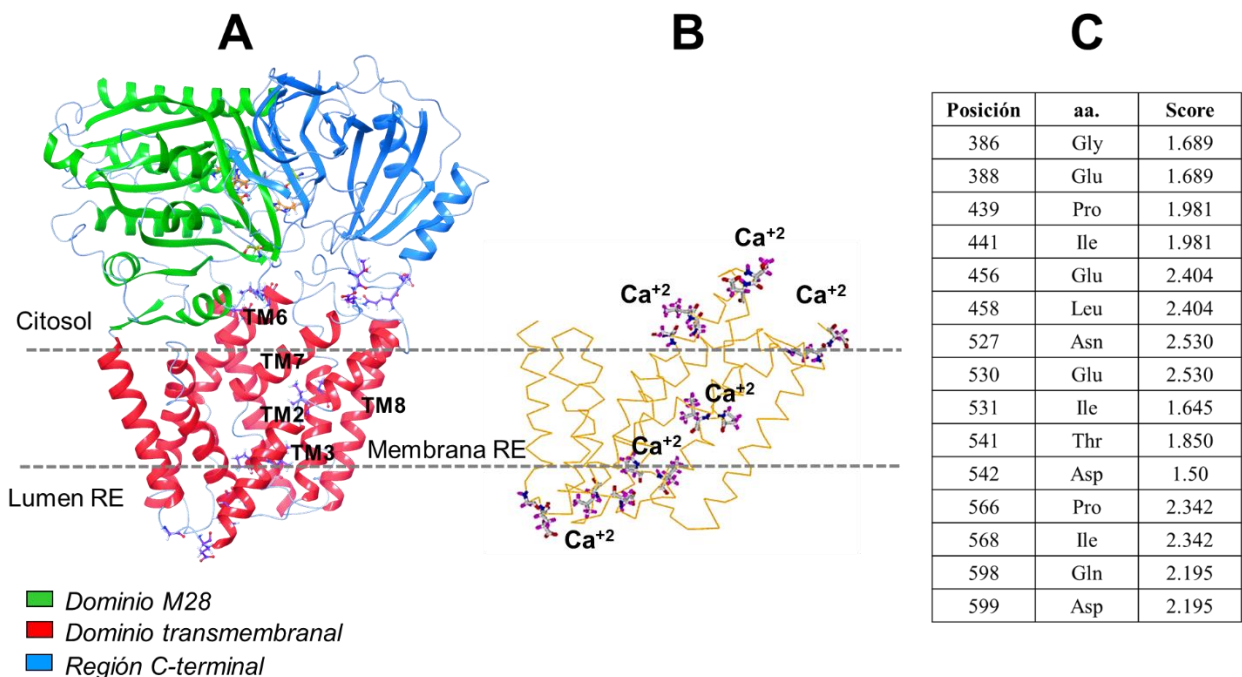 A
B
C
Citosol
TM6
TM7
TM2
TM8
TM3
Membrana RE
Lumen RE
Ca+2
Ca+2
Ca+2
Ca+2
Ca+2
Ca+2
Posición aa. Score
386 Gly 1.689
388 Glu 1.689
439 Pro 1.981
441 Ile 1.981
456 Glu 2.404
458 Leu 2.404
527 Asn 2.530
530 Glu 2.530
531 Ile 1.645
541 Thr 1.850
542 Asp 1.50
566 Pro 2.342
568 Ile 2.342
598 Gln 2.195
599 Asp 2.195
Dominio M28
Dominio transmembranal
Región C-terminal